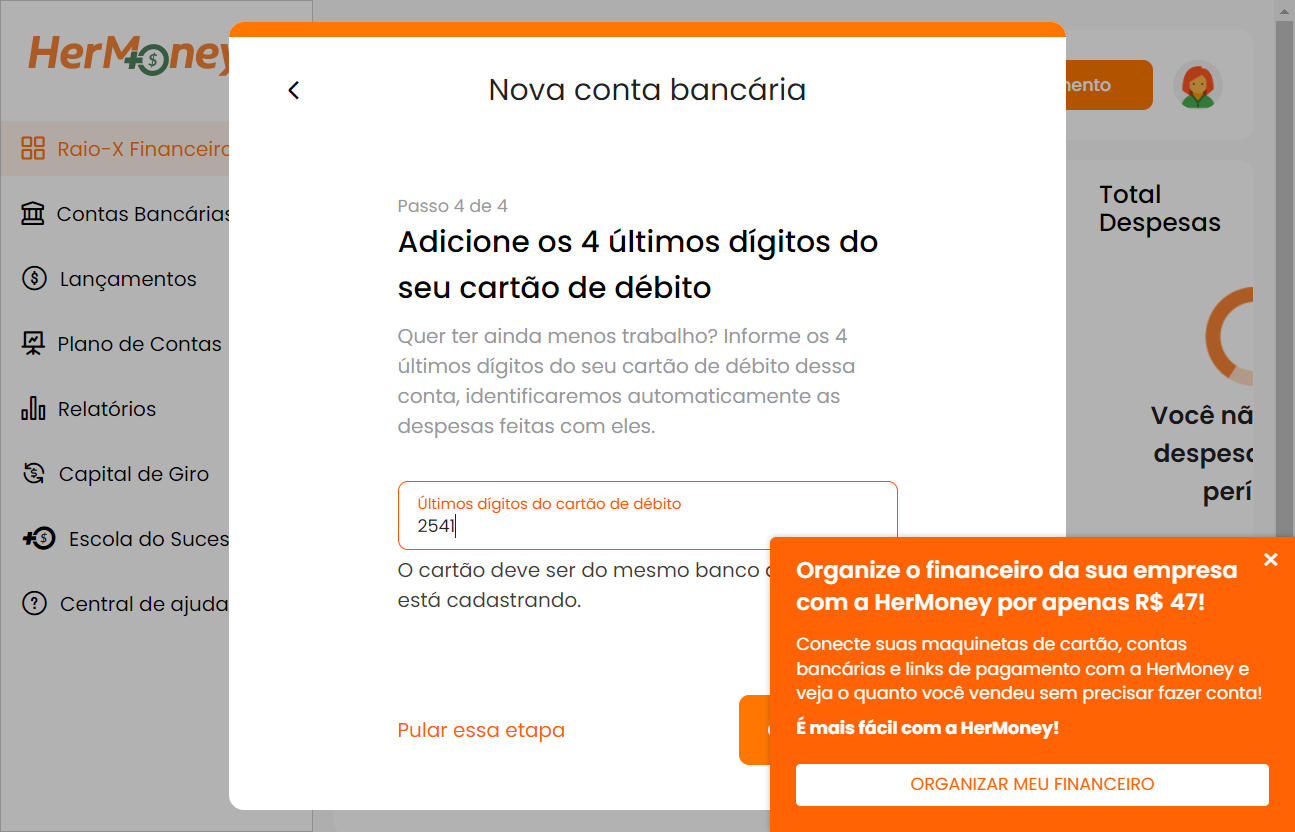 HerMoney
Raio-X Financeiro
Contas Bancárias
Lançamentos
Plano de Contas
Relatórios
Capital de Giro
Escola do Suces
Central de ajuda
Nova conta bancária
Passo 4 de 4
Adicione os 4 últimos dígitos do
seu cartão de débito
Quer ter ainda menos trabalho? Informe os 4
últimos dígitos do seu cartão de débito dessa
conta, identificaremos automaticamente as
despesas feitas com eles.
Últimos dígitos do cartão de débito
2541
O cartão deve ser do mesmo banco
está cadastrando.
Pular essa etapa
mento
Total
Despesas
Você nã
despes
perí
Organize o financeiro da sua empresa
com a HerMoney por apenas R$ 47!
Conecte suas maquinetas de cartão, contas
bancárias e links de pagamento com a HerMoney e
veja o quanto você vendeu sem precisar fazer conta!
É mais fácil com a HerMoney!
ORGANIZAR MEU FINANCEIRO